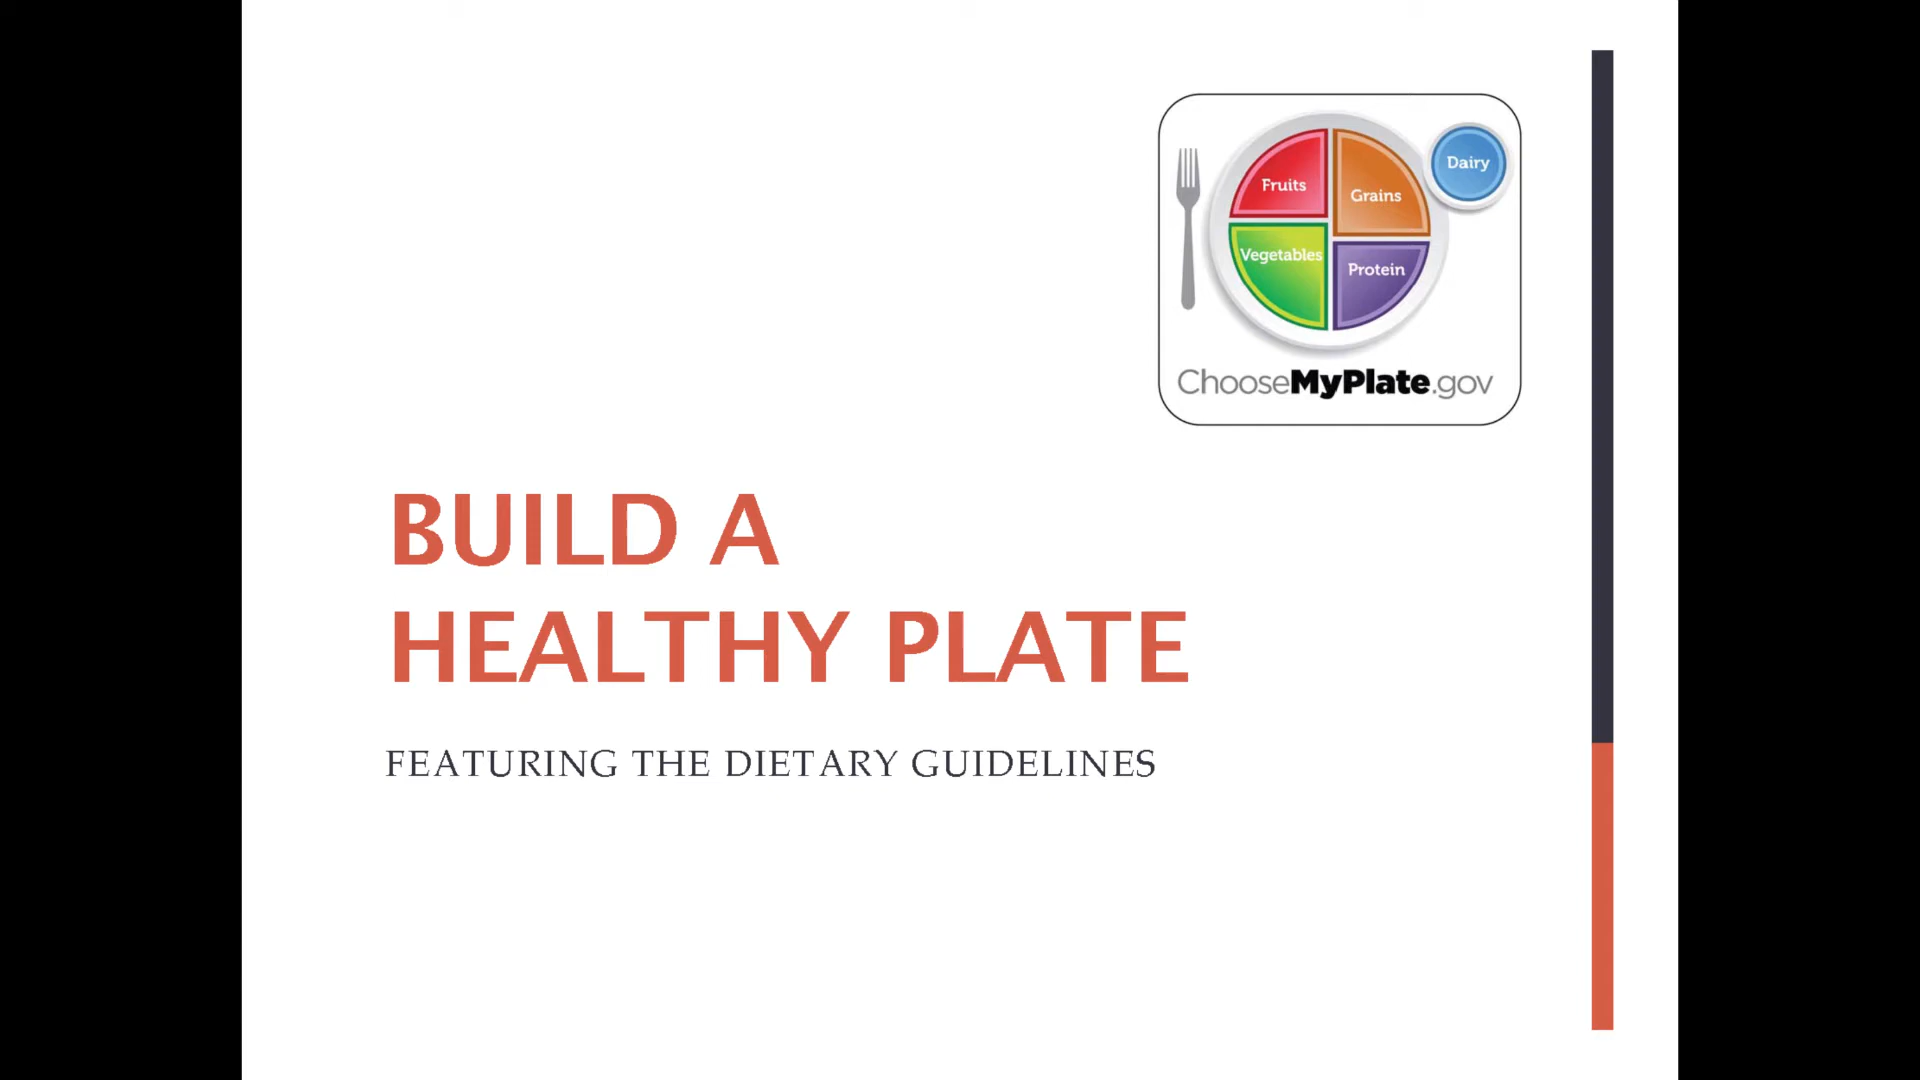 Fruits
Grains
Dairy
Vegetables
Protein
ChooseMyPlate.gov
BUILD A
HEALTHY PLATE
FEATURING THE DIETARY GUIDELINES